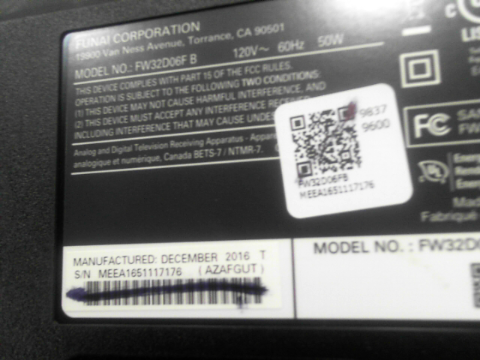 FUNAI CORPORATION
19900 Van Ness Avenue, Torrance, CA 90501
MODEL NO.: FW32D06F B 120V~ 60Hz 50W
THIS DEVICE COMPLIES WITH PART 15 OF THE FCC RULES.
OPERATION IS SUBJECT TO THE FOLLOWING TWO CONDITIONS:
(1) THIS DEVICE MAY NOT CAUSE HARMFUL INTERFERENCE, AND
(2) THIS DEVICE MUST ACCEPT ANY INTERFERENCE
INCLUDING INTERFERENCE THAT MAY CAUSE
Analog and Digital Television Receiving Apparatus -
analogique et numérique, Canada BETS-7 / NTMR-7.
9837
9600
FW32D06FB
MEEA1651117176
FC
UL
Fabriqué
MANUFACTURED: DECEMBER 2016 T
S/N MEEA1651117176 (AZAFGUT)
MODEL NO. : FW32D0